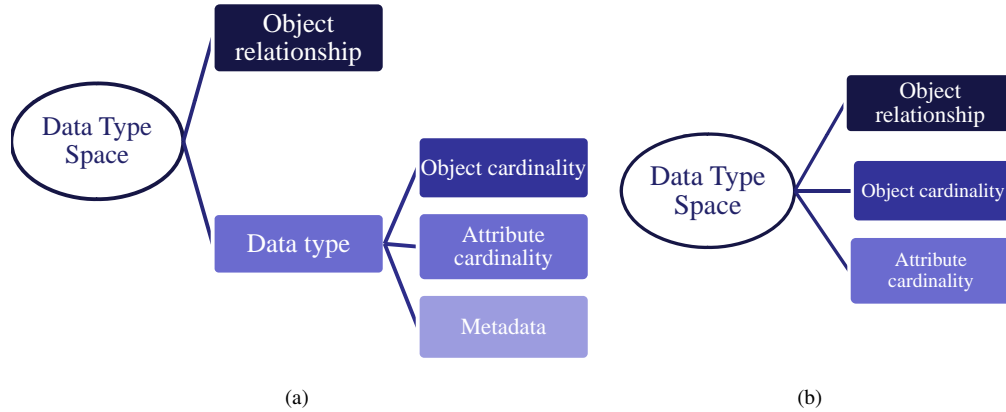 Object
relationship
Data Type
Space
Object cardinality
Data type
Attribute
cardinality
Metadata
(a)
Object
relationship
Data Type
Space
Object cardinality
Attribute
cardinality
(b)